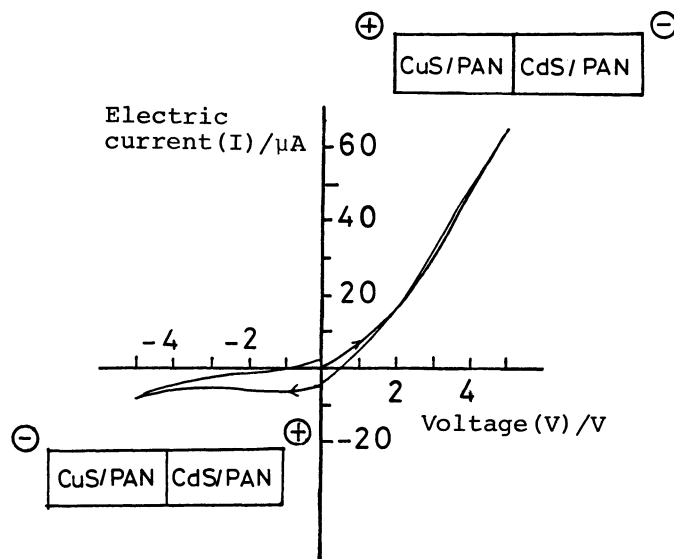 ⊕ ⊖
CuS/PAN CdS/PAN
Electric
current(I)/μA
60
40
20
-4 -2
2 4
Voltage(V)/V
-20
⊖ ⊕
CuS/PAN CdS/PAN